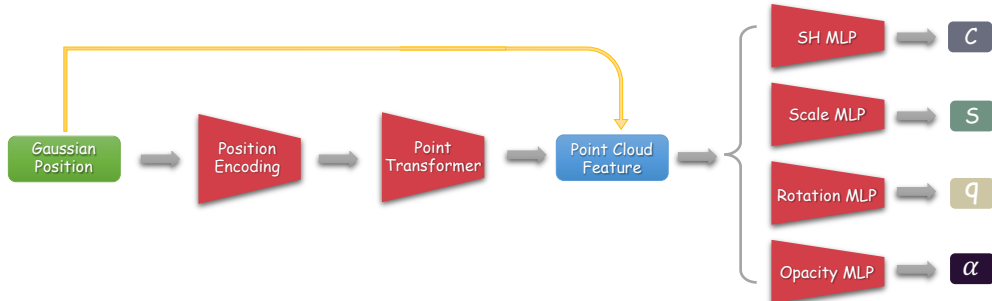 Gaussian
Position
Position
Encoding
Point
Transformer
Point Cloud
Feature
SH MLP
C
Scale MLP
S
Rotation MLP
q
Opacity MLP
α